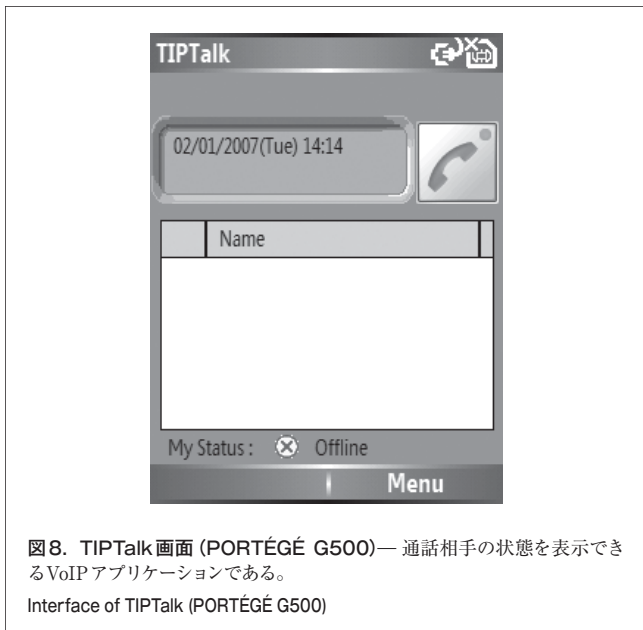 TIPTalk
02/01/2007(Tue) 14:14
Name
My Status : Offline
Menu
図8. TIPTalk画面 (PORTÉGÉ G500)— 通話相手の状態を表示でき
るVoIPアプリケーションである。
Interface of TIPTalk (PORTÉGÉ G500)